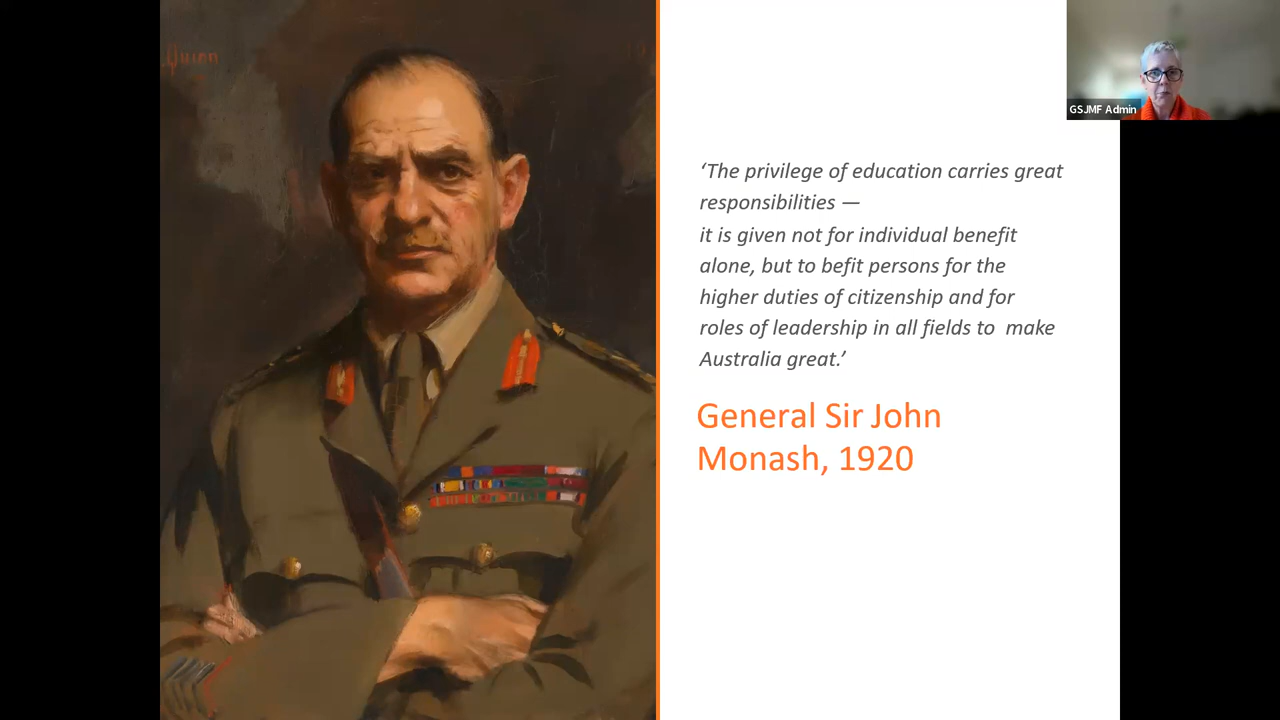 Quinn
GSJMF Admin
‘The privilege of education carries great
responsibilities —
it is given not for individual benefit
alone, but to befit persons for the
higher duties of citizenship and for
roles of leadership in all fields to  make
Australia great.’
General Sir John
Monash, 1920